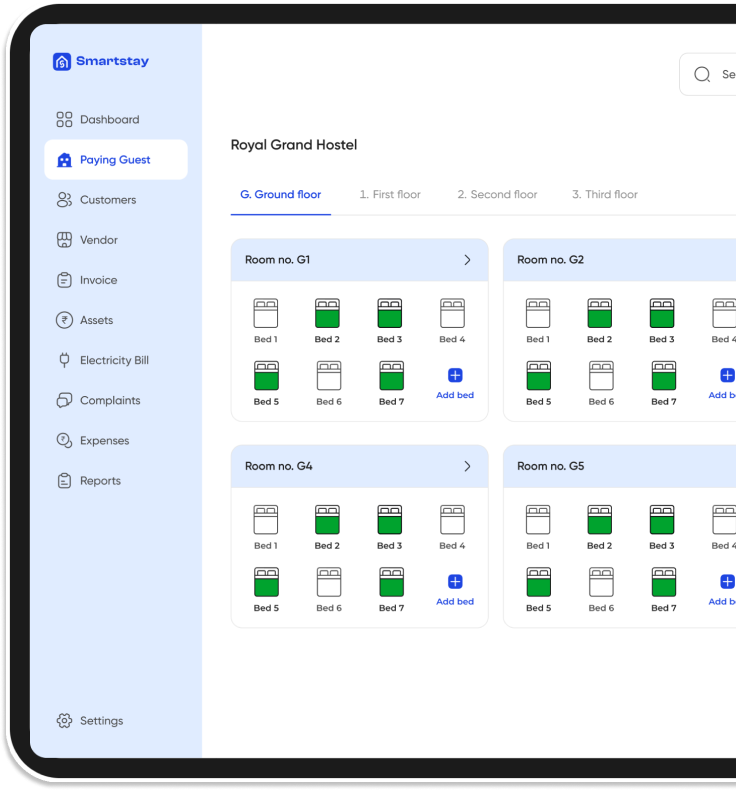 Smartstay
Dashboard
Paying Guest
Customers
Vendor
Invoice
Assets
Electricity Bill
Complaints
Expenses
Reports
Settings
Se
Royal Grand Hostel
G. Ground floor 1. First floor 2. Second floor 3. Third floor
Room no. G1
Bed 1 Bed 2 Bed 3 Bed 4
Bed 5 Bed 6 Bed 7 Add bed
Room no. G2
Bed 1 Bed 2 Bed 3 Bed 4
Bed 5 Bed 6 Bed 7 Add b
Room no. G4
Bed 1 Bed 2 Bed 3 Bed 4
Bed 5 Bed 6 Bed 7 Add bed
Room no. G5
Bed 1 Bed 2 Bed 3 Bed 4
Bed 5 Bed 6 Bed 7 Add b